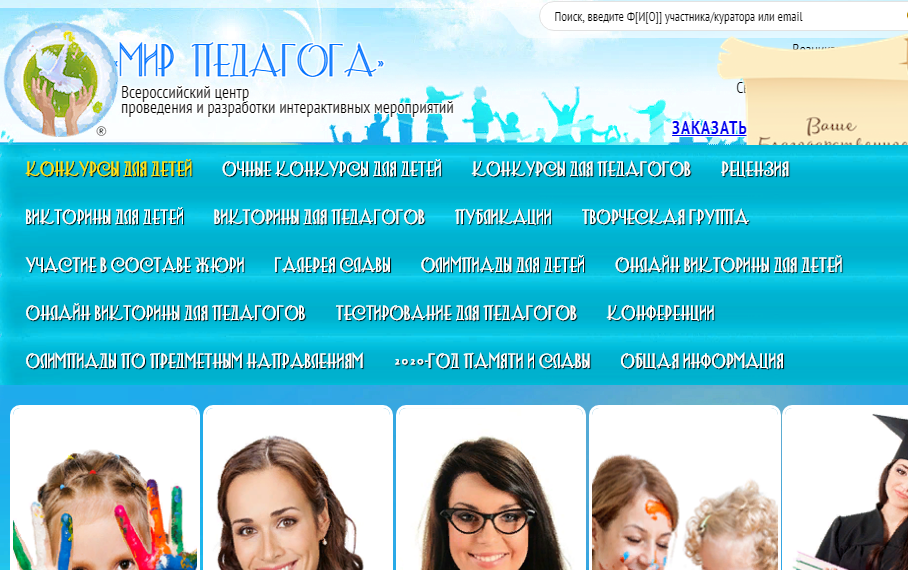 Поиск, введите Ф[И[О]] участника/куратора или email
«МИР ПЕДАГОГА»
Всероссийский центр
проведения и разработки интерактивных мероприятий
®
ЗАКАЗАТЬ
Ваше
КОНКУРСЫ ДЛЯ ДЕТЕЙ ОЧНЫЕ КОНКУРСЫ ДЛЯ ДЕТЕЙ КОНКУРСЫ ДЛЯ ПЕДАГОГОВ РЕЦЕНЗИЯ
ВИКТОРИНЫ ДЛЯ ДЕТЕЙ ВИКТОРИНЫ ДЛЯ ПЕДАГОГОВ ПУБЛИКАЦИИ ТВОРЧЕСКАЯ ГРУППА
УЧАСТИЕ В СОСТАВЕ ЖЮРИ ГАЛЕРЕЯ СЛАВЫ ОЛИМПИАДЫ ДЛЯ ДЕТЕЙ ОНЛАЙН ВИКТОРИНЫ ДЛЯ ДЕТЕЙ
ОНЛАЙН ВИКТОРИНЫ ДЛЯ ПЕДАГОГОВ ТЕСТИРОВАНИЕ ДЛЯ ПЕДАГОГОВ КОНФЕРЕНЦИИ
ОЛИМПИАДЫ ПО ПРЕДМЕТНЫМ НАПРАВЛЕНИЯМ 2020-ГОД ПАМЯТИ И СЛАВЫ ОБЩАЯ ИНФОРМАЦИЯ